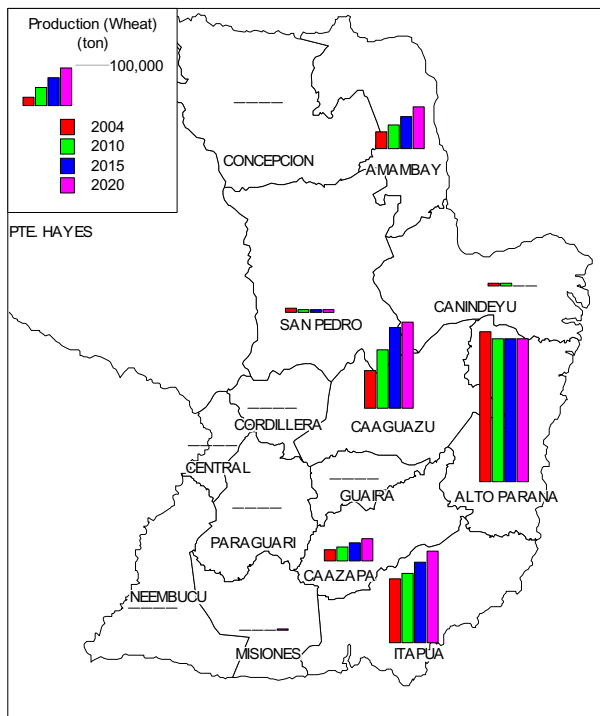 Production (Wheat)
(ton)
100,000
2004
2010
2015
2020
CONCEPCION
AMAMBAY
PTE. HAYES
CANINDEYU
SAN PEDRO
CORDILLERA
CAAGUAZU
CENTRAL
GUAIRA
ALTO PARANA
PARAGUARI
CAAZAPA
NEEMBUCU
MISIONES
ITAPUA